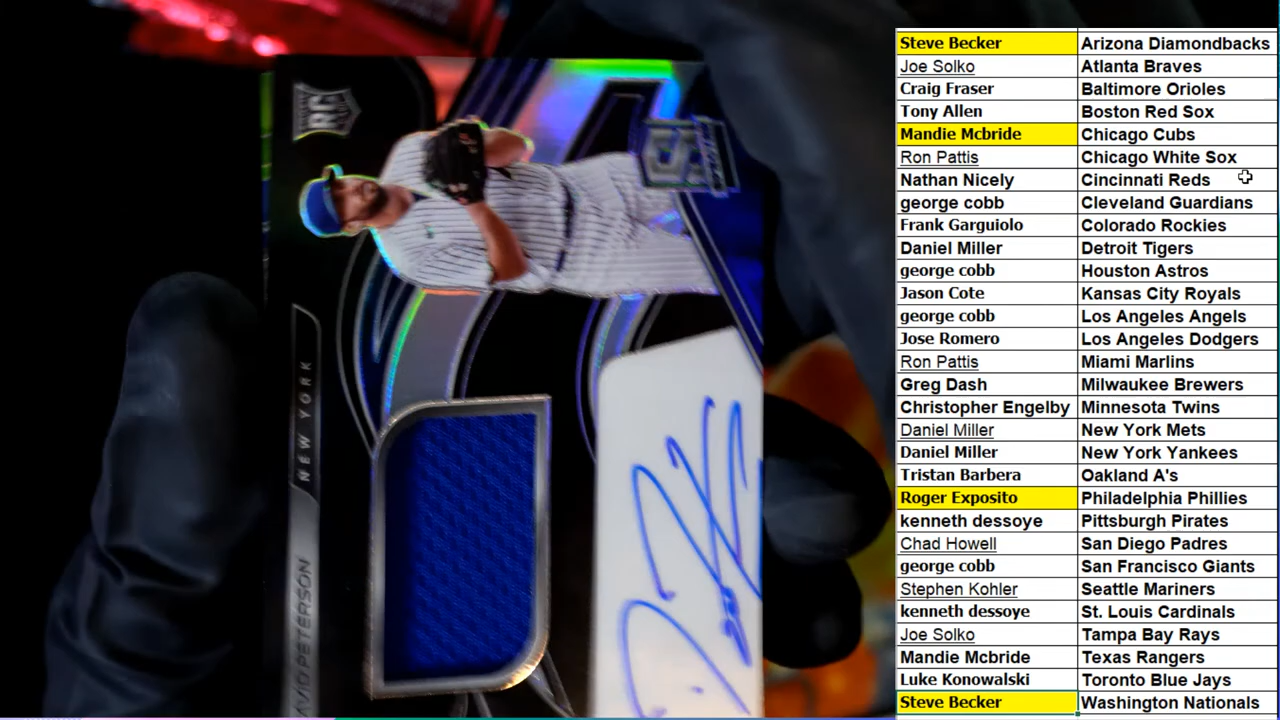 RC
NEW YORK
DAVID PETERSON
Steve Becker Arizona Diamondbacks
Joe Solko Atlanta Braves
Craig Fraser Baltimore Orioles
Tony Allen Boston Red Sox
Mandie Mcbride Chicago Cubs
Ron Pattis Chicago White Sox
Nathan Nicely Cincinnati Reds
george cobb Cleveland Guardians
Frank Garguiolo Colorado Rockies
Daniel Miller Detroit Tigers
george cobb Houston Astros
Jason Cote Kansas City Royals
george cobb Los Angeles Angels
Jose Romero Los Angeles Dodgers
Ron Pattis Miami Marlins
Greg Dash Milwaukee Brewers
Christopher Engelby Minnesota Twins
Daniel Miller New York Mets
Daniel Miller New York Yankees
Tristan Barbera Oakland A's
Roger Exposito Philadelphia Phillies
kenneth dessoye Pittsburgh Pirates
Chad Howell San Diego Padres
george cobb San Francisco Giants
Stephen Kohler Seattle Mariners
kenneth dessoye St. Louis Cardinals
Joe Solko Tampa Bay Rays
Mandie Mcbride Texas Rangers
Luke Konowalski Toronto Blue Jays
Steve Becker Washington Nationals